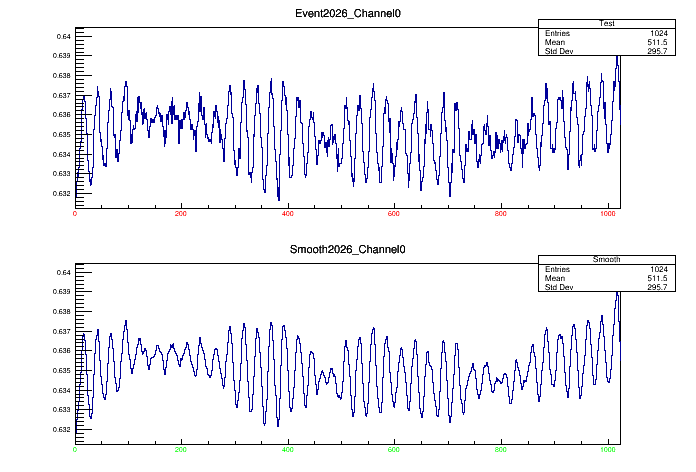 Event2026_Channel0
Test
Entries 1024
Mean 511.5
Std Dev 295.7
0.64
0.639
0.638
0.637
0.636
0.635
0.634
0.633
0.632
0 200 400 600 800 1000
Smooth2026_Channel0
Smooth
Entries 1024
Mean 511.5
Std Dev 295.7
0.64
0.639
0.638
0.637
0.636
0.635
0.634
0.633
0.632
0 200 400 600 800 1000